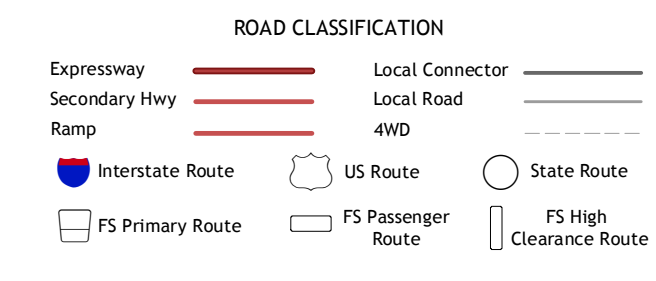 ROAD CLASSIFICATION
Expressway
Local Connector
Secondary Hwy
Local Road
Ramp
4WD
Interstate Route
US Route
State Route
FS Primary Route
FS Passenger
Route
FS High
Clearance Route